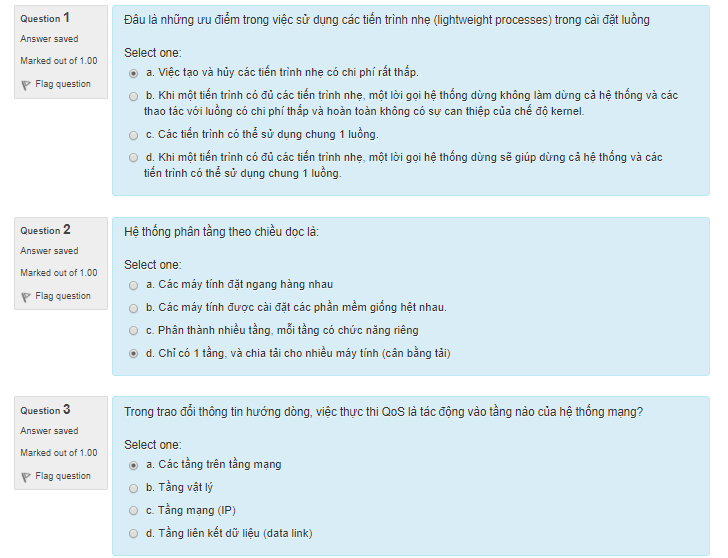 Question 1
Answer saved
Marked out of 1.00
Flag question
Đâu là những ưu điểm trong việc sử dụng các tiến trình nhẹ (lightweight processes) trong cài đặt luồng
Select one:
a. Việc tạo và hủy các tiến trình nhẹ có chi phí rất thấp.
b. Khi một tiến trình có đủ các tiến trình nhẹ, một lời gọi hệ thống dừng không làm dừng cả hệ thống và các
thao tác với luồng có chi phí thấp và hoàn toàn không có sự can thiệp của chế độ kernel.
c. Các tiến trình có thể sử dụng chung 1 luồng.
d. Khi một tiến trình có đủ các tiến trình nhẹ, một lời gọi hệ thống dừng sẽ giúp dừng cả hệ thống và các
tiến trình có thể sử dụng chung 1 luồng.
Question 2
Answer saved
Marked out of 1.00
Flag question
Hệ thống phân tầng theo chiều dọc là:
Select one:
a. Các máy tính đặt ngang hàng nhau
b. Các máy tính được cài đặt các phần mềm giống hệt nhau.
c. Phân thành nhiều tầng, mỗi tầng có chức năng riêng
d. Chỉ có 1 tầng, và chia tải cho nhiều máy tính (cân bằng tải)
Question 3
Answer saved
Marked out of 1.00
Flag question
Trong trao đổi thông tin hướng dòng, việc thực thi QoS là tác động vào tầng nào của hệ thống mạng?
Select one:
a. Các tầng trên tầng mạng
b. Tầng vật lý
c. Tầng mạng (IP)
d. Tầng liên kết dữ liệu (data link)